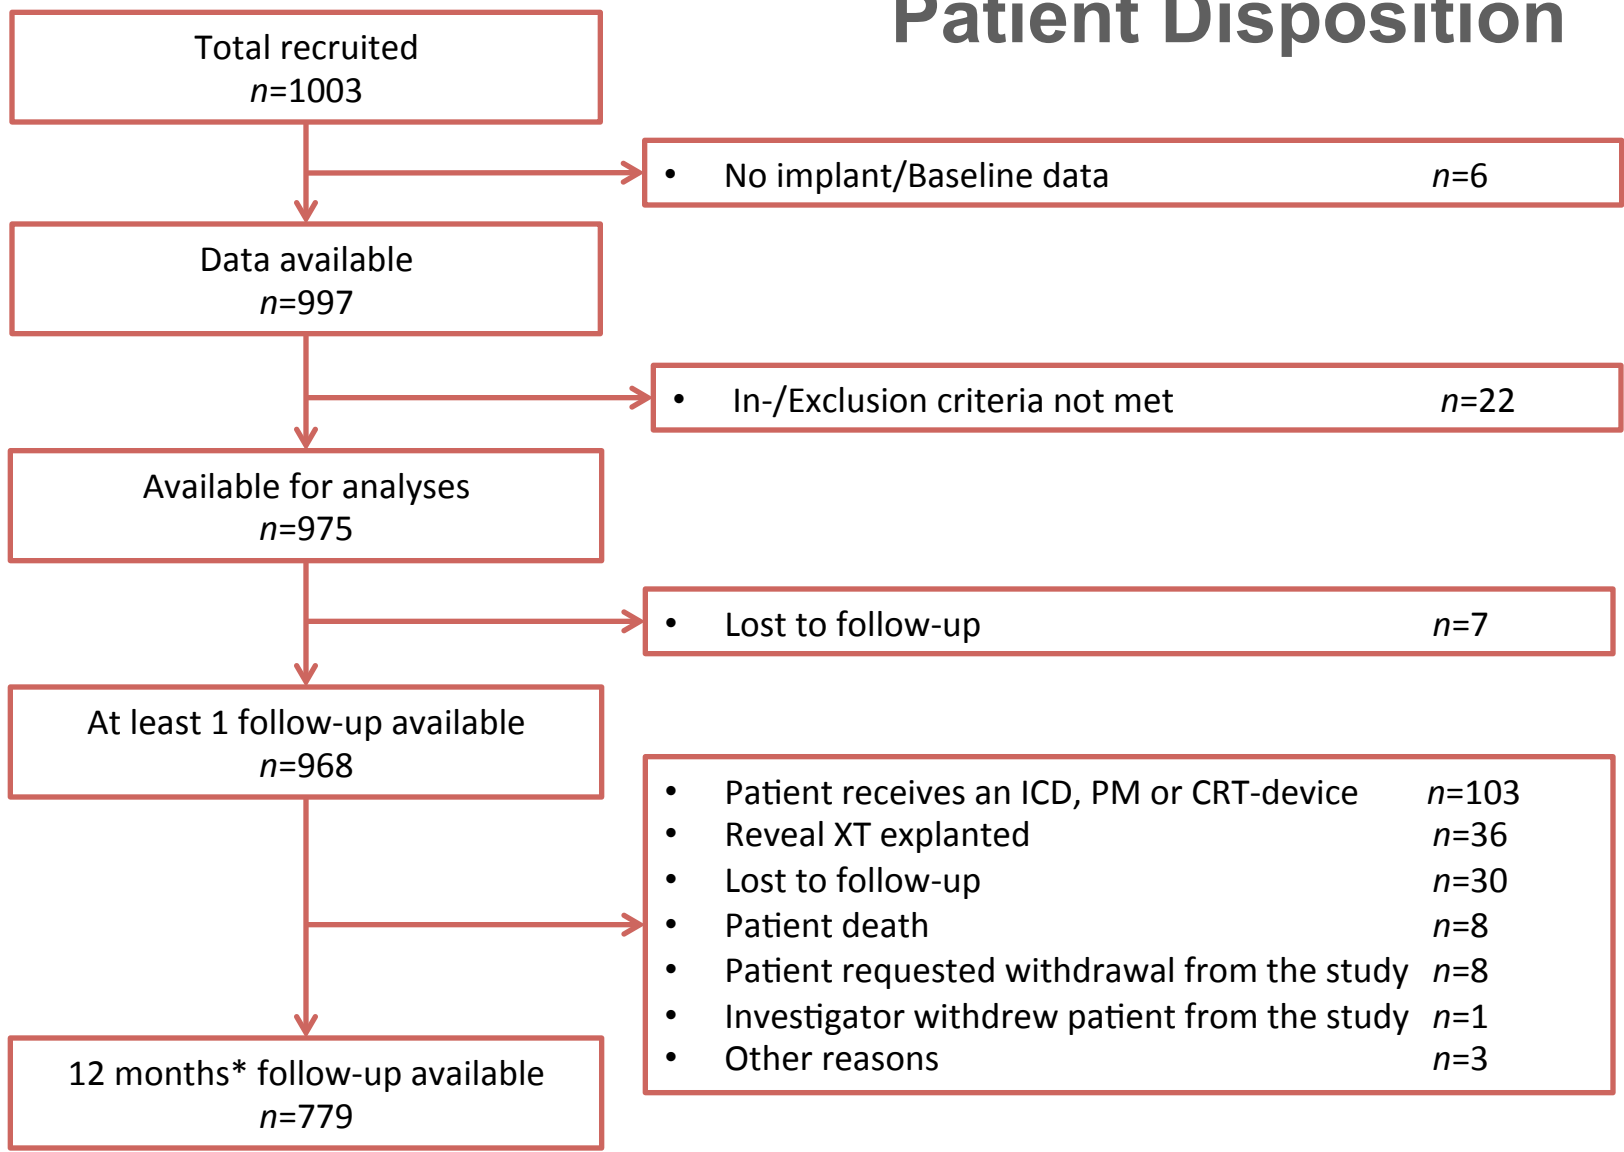 Patient Disposition
Total recruited
n=1003
• No implant/Baseline data n=6
Data available
n=997
• In-/Exclusion criteria not met n=22
Available for analyses
n=975
• Lost to follow-up n=7
At least 1 follow-up available
n=968
• Patient receives an ICD, PM or CRT-device n=103
• Reveal XT explanted n=36
• Lost to follow-up n=30
• Patient death n=8
• Patient requested withdrawal from the study n=8
• Investigator withdrew patient from the study n=1
• Other reasons n=3
12 months* follow-up available
n=779